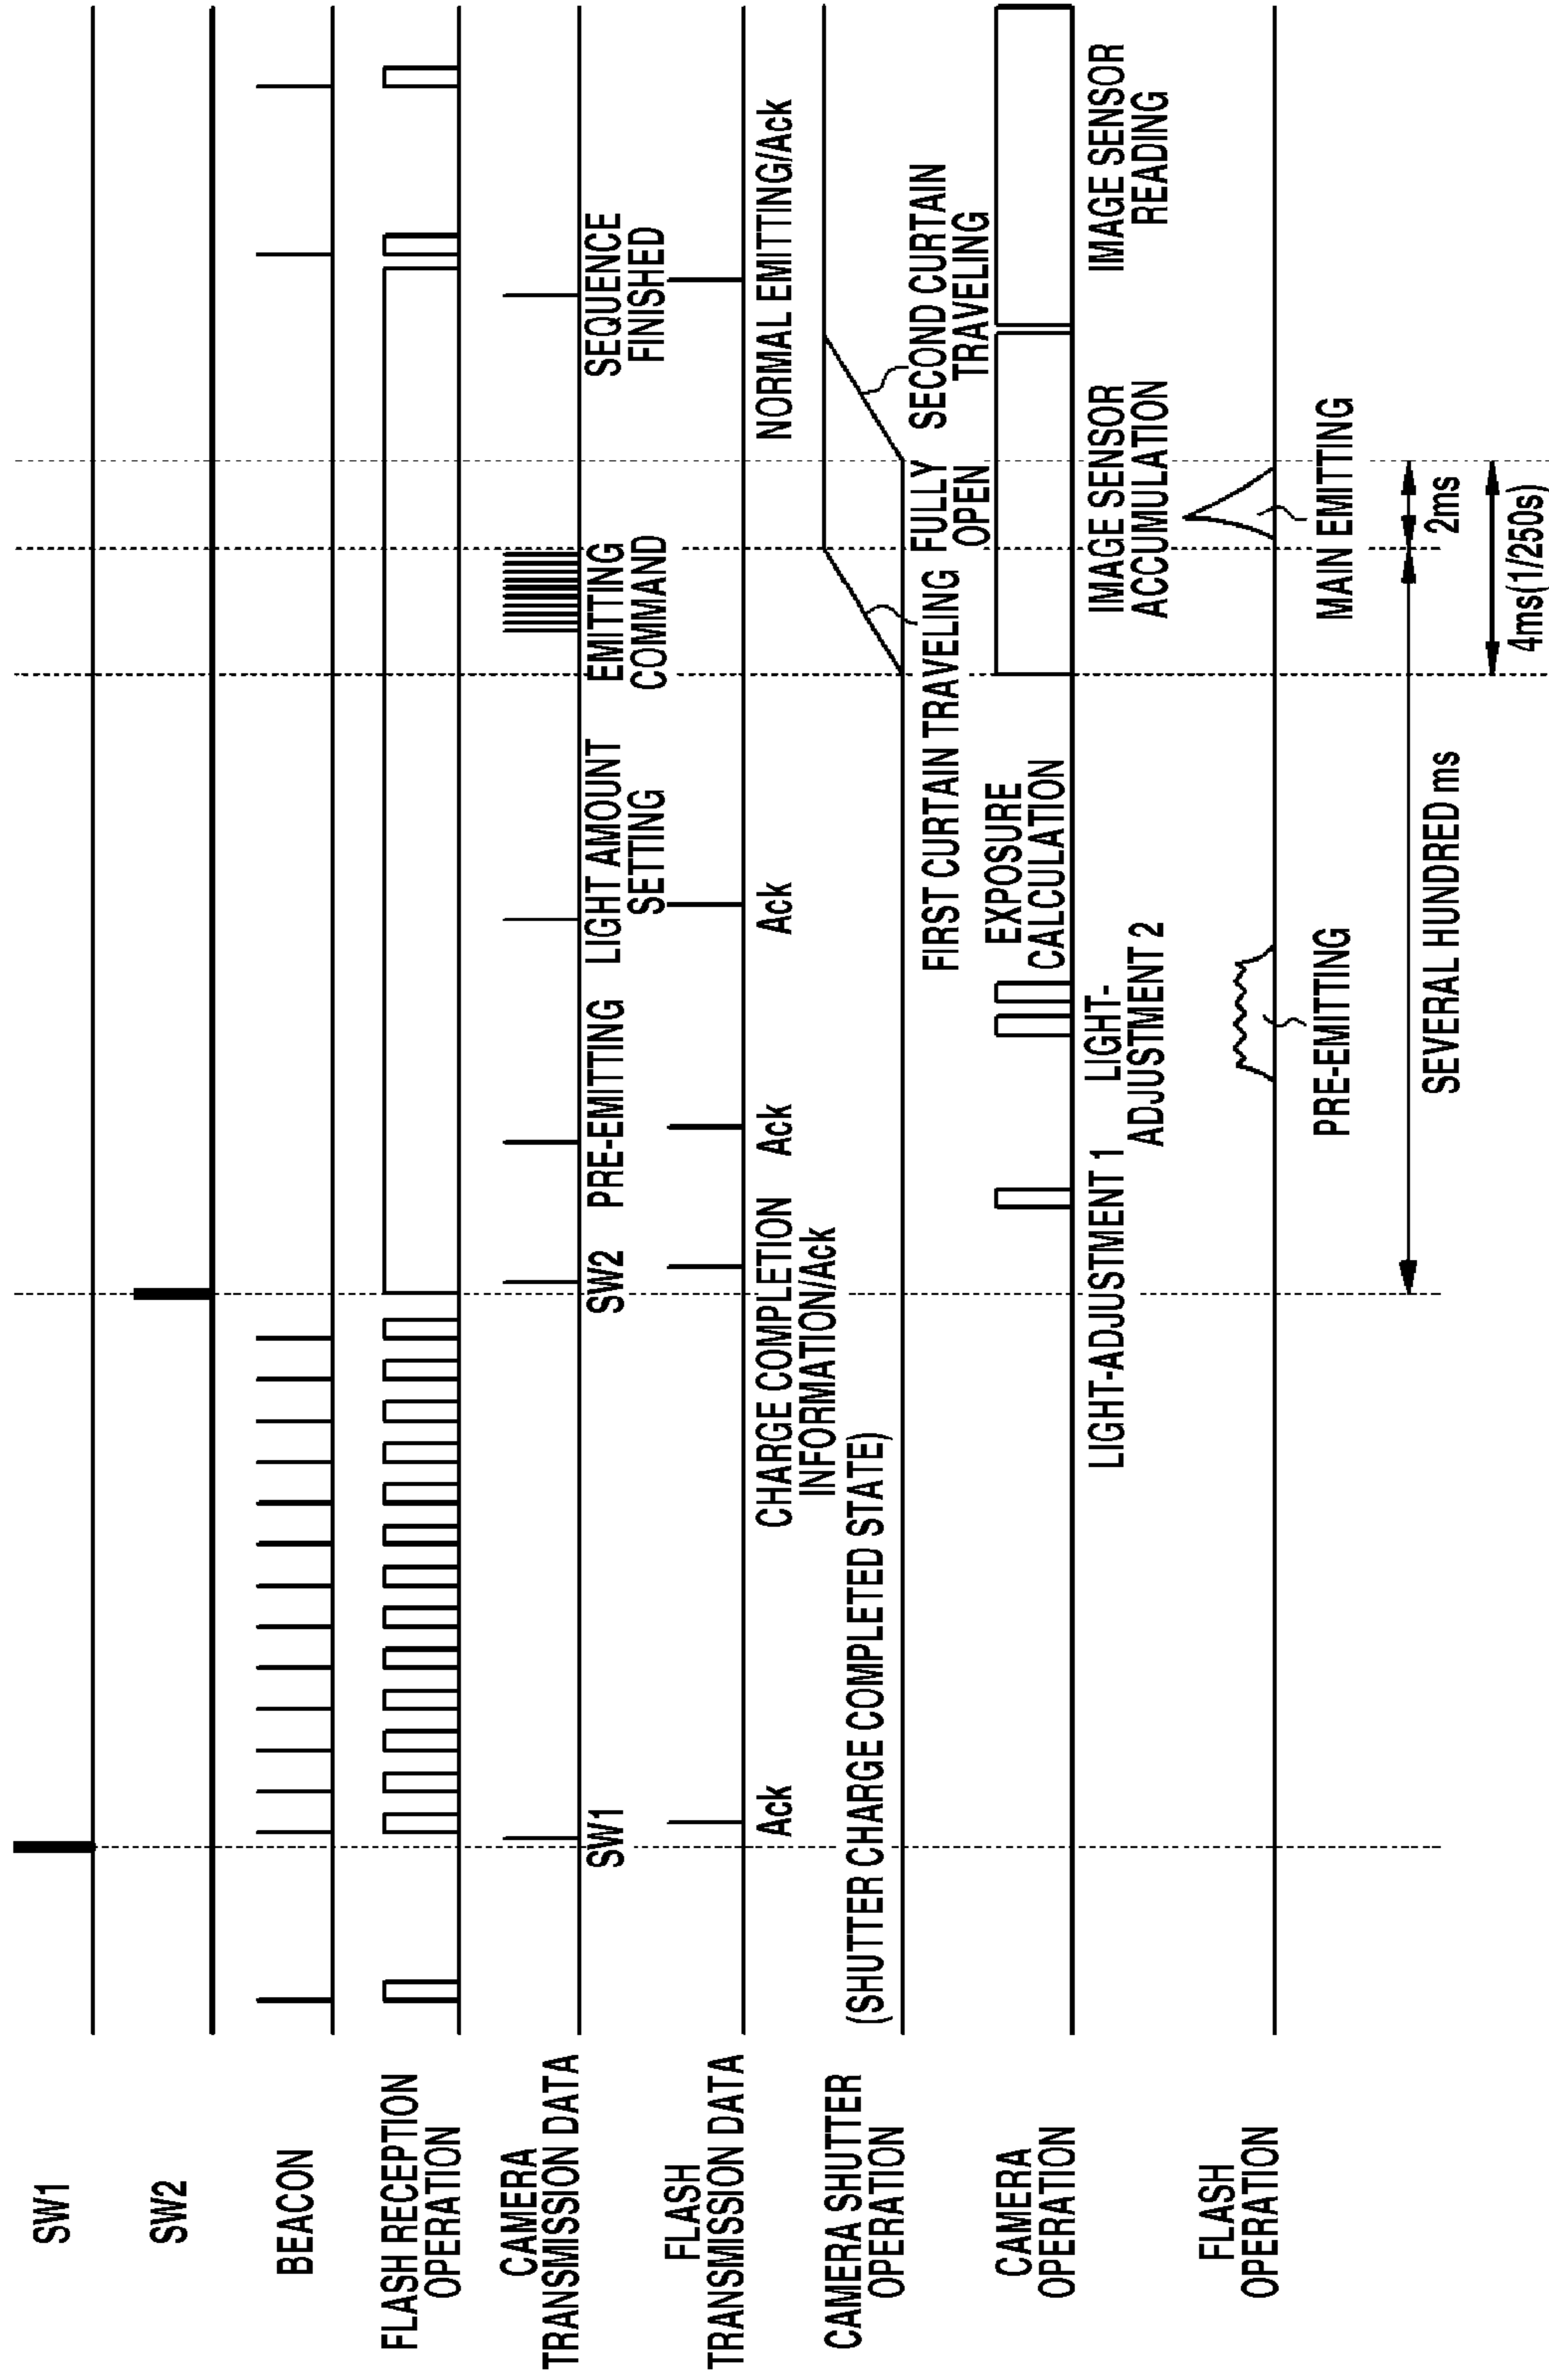 SW1
SW2
BEACON
FLASH RECEPTION
OPERATION
CAMERA
TRANSMISSION DATA
SW1
SW2
PRE-EMITTING
LIGHT AMOUNT
SETTING
EMITTING
COMMAND
SEQUENCE
FINISHED
FLASH
TRANSMISSION DATA
Ack
CHARGE COMPLETION
INFORMATION/Ack
Ack
Ack
NORMAL EMITTING/Ack
CAMERA SHUTTER
OPERATION
(SHUTTER CHARGE COMPLETED STATE)
FIRST CURTAIN TRAVELING
FULLY
OPEN
SECOND CURTAIN
TRAVELING
CAMERA
OPERATION
LIGHT-ADJUSTMENT 1
LIGHT-
ADJUSTMENT 2
EXPOSURE
CALCULATION
IMAGE SENSOR
ACCUMULATION
IMAGE SENSOR
READING
FLASH
OPERATION
PRE-EMITTING
MAIN EMITTING
SEVERAL HUNDRED ms
2ms
4ms(1/250s)